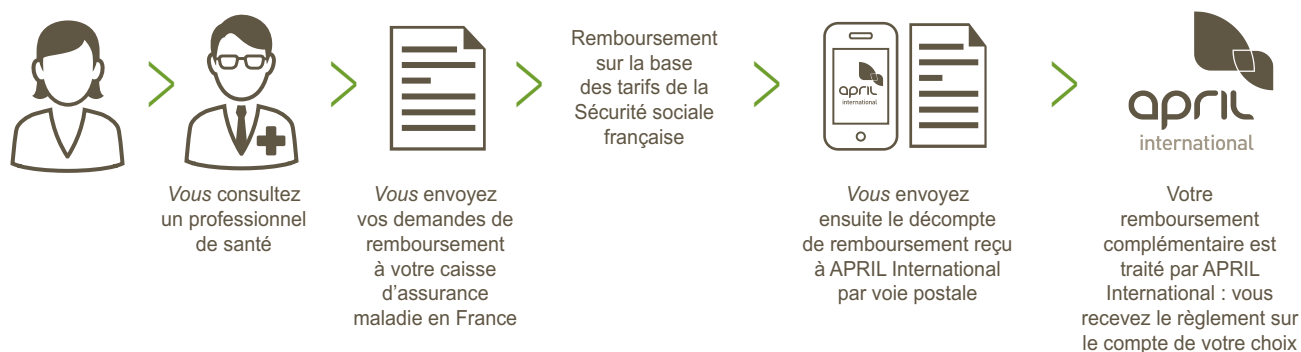 Vous consultez
un professionnel
de santé
Vous envoyez
vos demandes de
remboursement
à votre caisse
d'assurance
maladie en France
Remboursement
sur la base
des tarifs de la
Sécurité sociale
française
april
international
Vous envoyez
ensuite le décompte
de remboursement reçu
à APRIL International
par voie postale
april
international
Votre
remboursement
complémentaire est
traité par APRIL
International : vous
recevez le règlement sur
le compte de votre choix